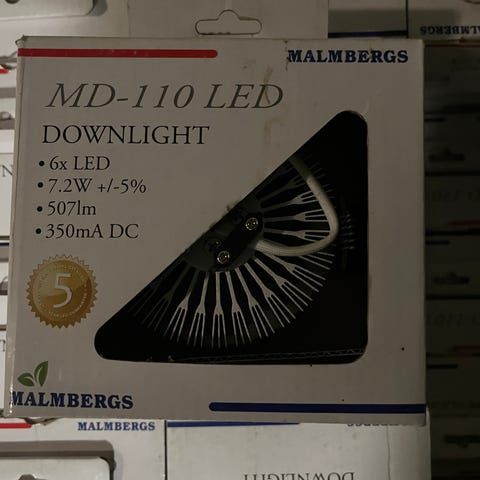 MALMBERGS
MD-110 LED
DOWNLIGHT
• 6x LED
• 7.2W +/-5%
• 507lm
• 350mA DC
5
MALMBERGS
MALMBERGS
DOWNLIGHT